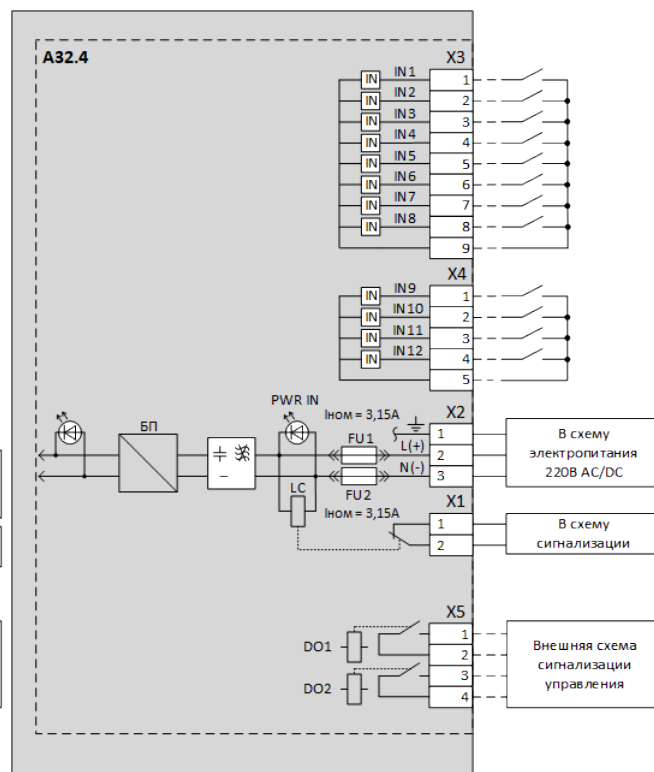 A32.4
X3
IN1
IN
1
IN2
IN
2
IN3
IN
3
IN4
IN
4
IN5
IN
5
IN6
IN
6
IN7
IN
7
IN8
IN
8
9
X4
IN9
IN
1
IN10
IN
2
IN11
IN
3
IN12
IN
4
5
PWR IN
Iном = 3,15А
X2
БП
FU1
1
L(+)
2
N(-)
3
В схему
электропитания
220В AC/DC
LC
FU2
Iном = 3,15А
X1
1
2
В схему
сигнализации
X5
DO1
1
2
DO2
3
4
Внешняя схема
сигнализации
управления